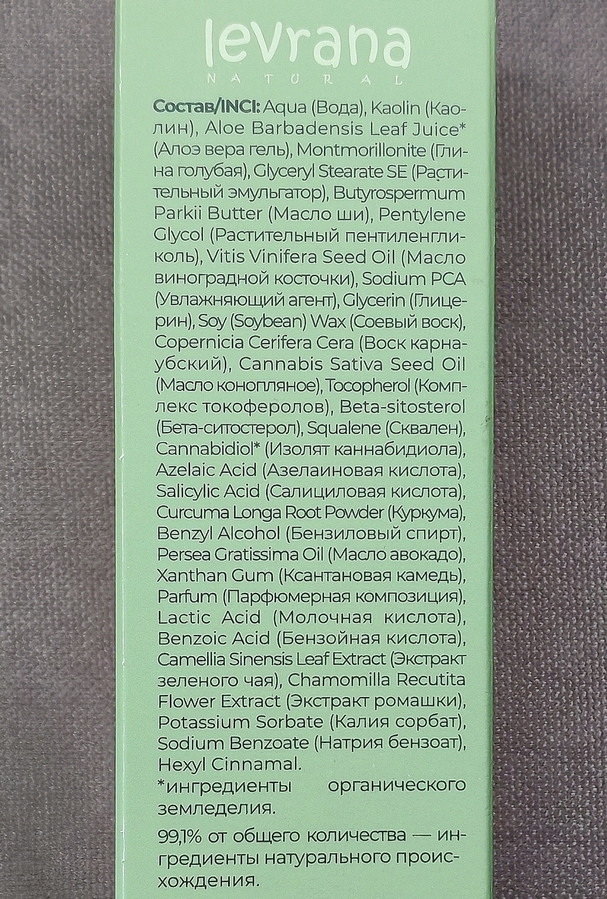 levrana
NATURAL
Состав/INCI: Aqua (Вода), Kaolin (Као-
лин), Aloe Barbadensis Leaf Juice*
(Алоэ вера гель), Montmorillonite (Гли-
на голубая), Glyceryl Stearate SE (Расти-
тельный эмульгатор), Butyrospermum
Parkii Butter (Масло ши), Pentylene
Glycol (Растительный пентиленгли-
коль), Vitis Vinifera Seed Oil (Масло
виноградной косточки), Sodium PCA
(Увлажняющий агент), Glycerin (Глице-
рин), Soy (Soybean) Wax (Соевый воск),
Copernicia Cerifera Cera (Воск карна-
убский), Cannabis Sativa Seed Oil
(Масло конопляное), Tocopherol (Комп-
лекс токоферолов), Beta-sitosterol
(Бета-ситостерол), Squalene (Сквален),
Cannabidiol* (Изолят каннабидиола),
Azelaic Acid (Азелаиновая кислота),
Salicylic Acid (Салициловая кислота),
Curcuma Longa Root Powder (Куркума),
Benzyl Alcohol (Бензиловый спирт),
Persea Gratissima Oil (Масло авокадо),
Xanthan Gum (Ксантановая камедь),
Parfum (Парфюмерная композиция),
Lactic Acid (Молочная кислота),
Benzoic Acid (Бензойная кислота),
Camellia Sinensis Leaf Extract (Экстракт
зеленого чая), Chamomilla Recutita
Flower Extract (Экстракт ромашки),
Potassium Sorbate (Калия сорбат),
Sodium Benzoate (Натрия бензоат),
Hexyl Cinnamal.
*ингредиенты органического
земледелия.
99,1% от общего количества — ин-
гредиенты натурального проис-
хождения.